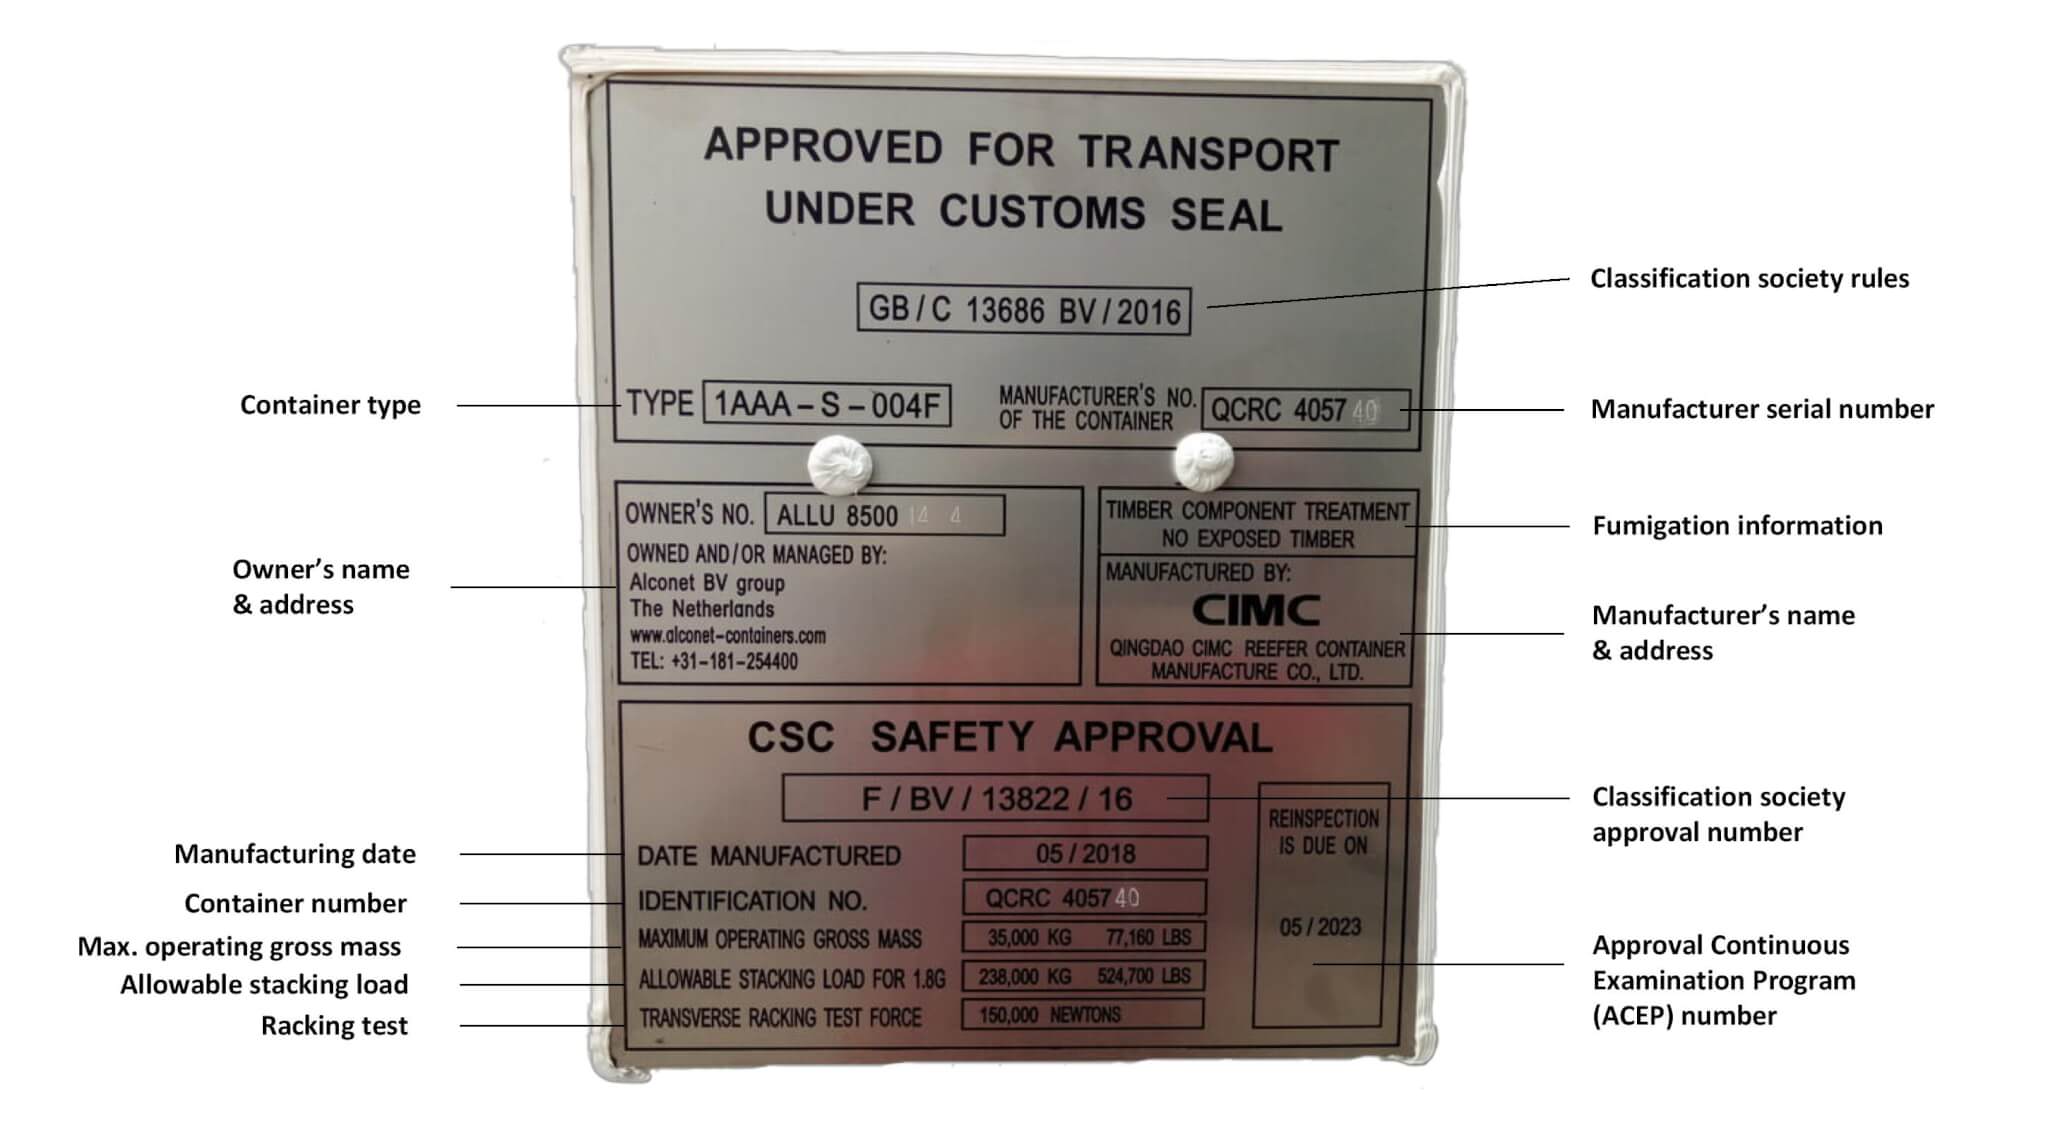 APPROVED FOR TRANSPORT
UNDER CUSTOMS SEAL
GB/C 13686 BV/2016
Classification society rules
Container type
TYPE 1AAA-S-004F
MANUFACTURER'S NO.
OF THE CONTAINER
QCRC 405740
Manufacturer serial number
OWNER'S NO. ALLU 850014 4
OWNED AND/OR MANAGED BY:
Alconet BV group
The Netherlands
www.alconet-containers.com
TEL: +31-181-254400
Owner's name
& address
TIMBER COMPONENT TREATMENT
NO EXPOSED TIMBER
Fumigation information
MANUFACTURED BY:
CIMC
QINGDAO CIMC REEFER CONTAINER
MANUFACTURE CO., LTD.
Manufacturer's name
& address
CSC SAFETY APPROVAL
F/BV/13822/16
Classification society
approval number
Manufacturing date
DATE MANUFACTURED 05/2018
Container number
IDENTIFICATION NO. QCRC 405740
Max. operating gross mass
MAXIMUM OPERATING GROSS MASS 35,000 KG 77,160 LBS
Allowable stacking load
ALLOWABLE STACKING LOAD FOR 1.8G 238,000 KG 524,700 LBS
Racking test
TRANSVERSE RACKING TEST FORCE 150,000 NEWTONS
REINSPECTION
IS DUE ON
05/2023
Approval Continuous
Examination Program
(ACEP) number